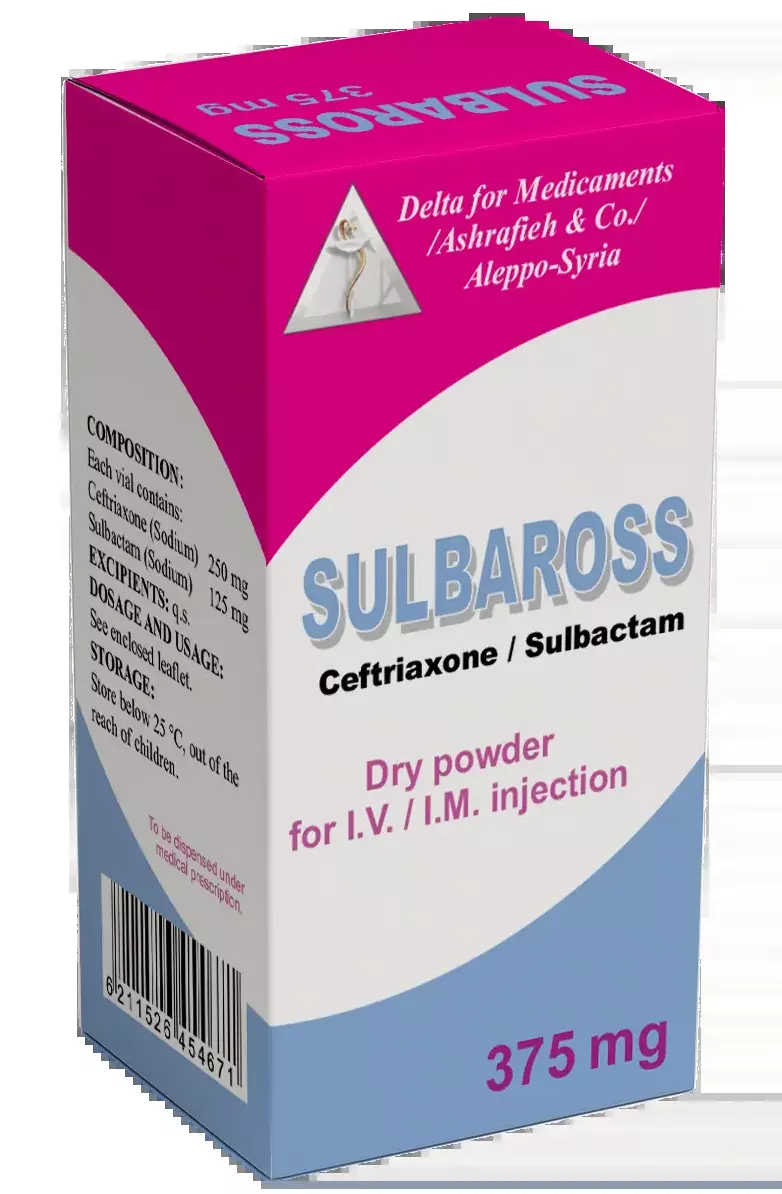 SULBAROSS
375 mg
Delta for Medicaments
/Ashrafieh & Co./
Aleppo-Syria
SULBAROSS
Ceftriaxone / Sulbactam
Dry powder
for I.V. / I.M. injection
375 mg
COMPOSITION:
Each vial contains:
Ceftriaxone (Sodium) 250 mg
Sulbactam (Sodium) 125 mg
EXCIPIENTS: q.s.
DOSAGE AND USAGE:
See enclosed leaflet.
STORAGE:
Store below 25 °C, out of the
reach of children.
To be dispensed under
medical prescription.
6 211526 454671